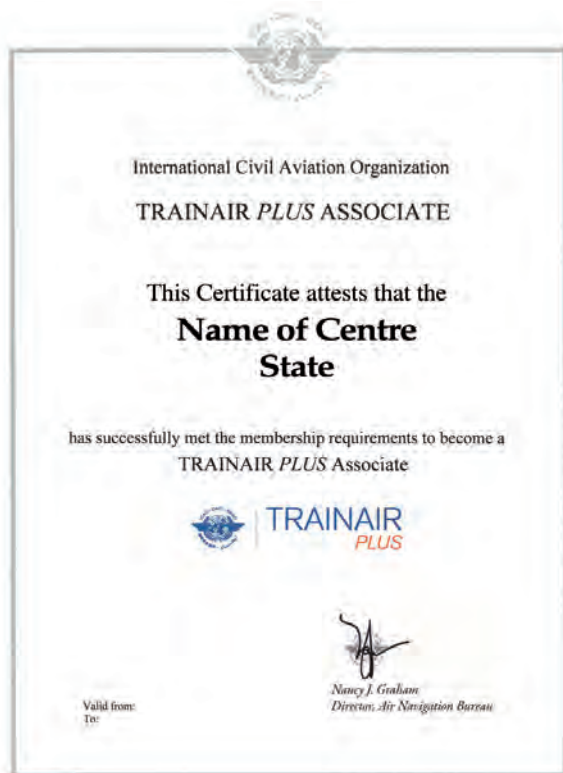 International Civil Aviation Organization
TRAINAIR PLUS ASSOCIATE
This Certificate attests that the
Name of Centre
State
has successfully met the membership requirements to become a
TRAINAIR PLUS Associate
TRAINAIR
PLUS
Nancy J. Graham
Director, Air Navigation Bureau
Valid from:
To: